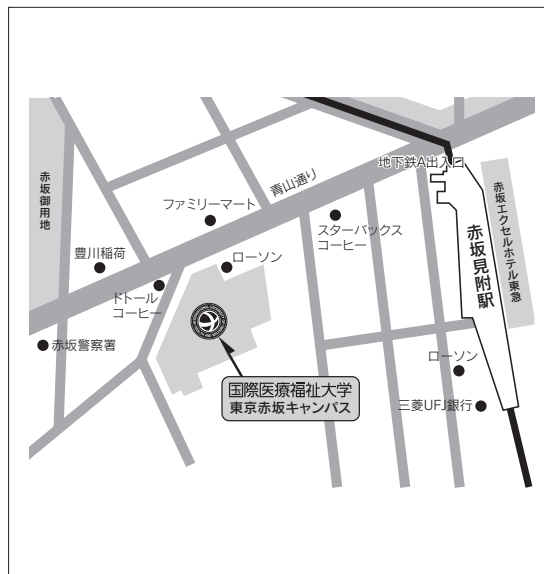 地下鉄A出入口
青山通り
赤坂御用地
ファミリーマート
スターバックス
コーヒー
赤坂エクセルホテル東急
赤坂見附駅
豊川稲荷
ローソン
ドトール
コーヒー
赤坂警察署
ローソン
国際医療福祉大学
東京赤坂キャンパス
三菱UFJ銀行